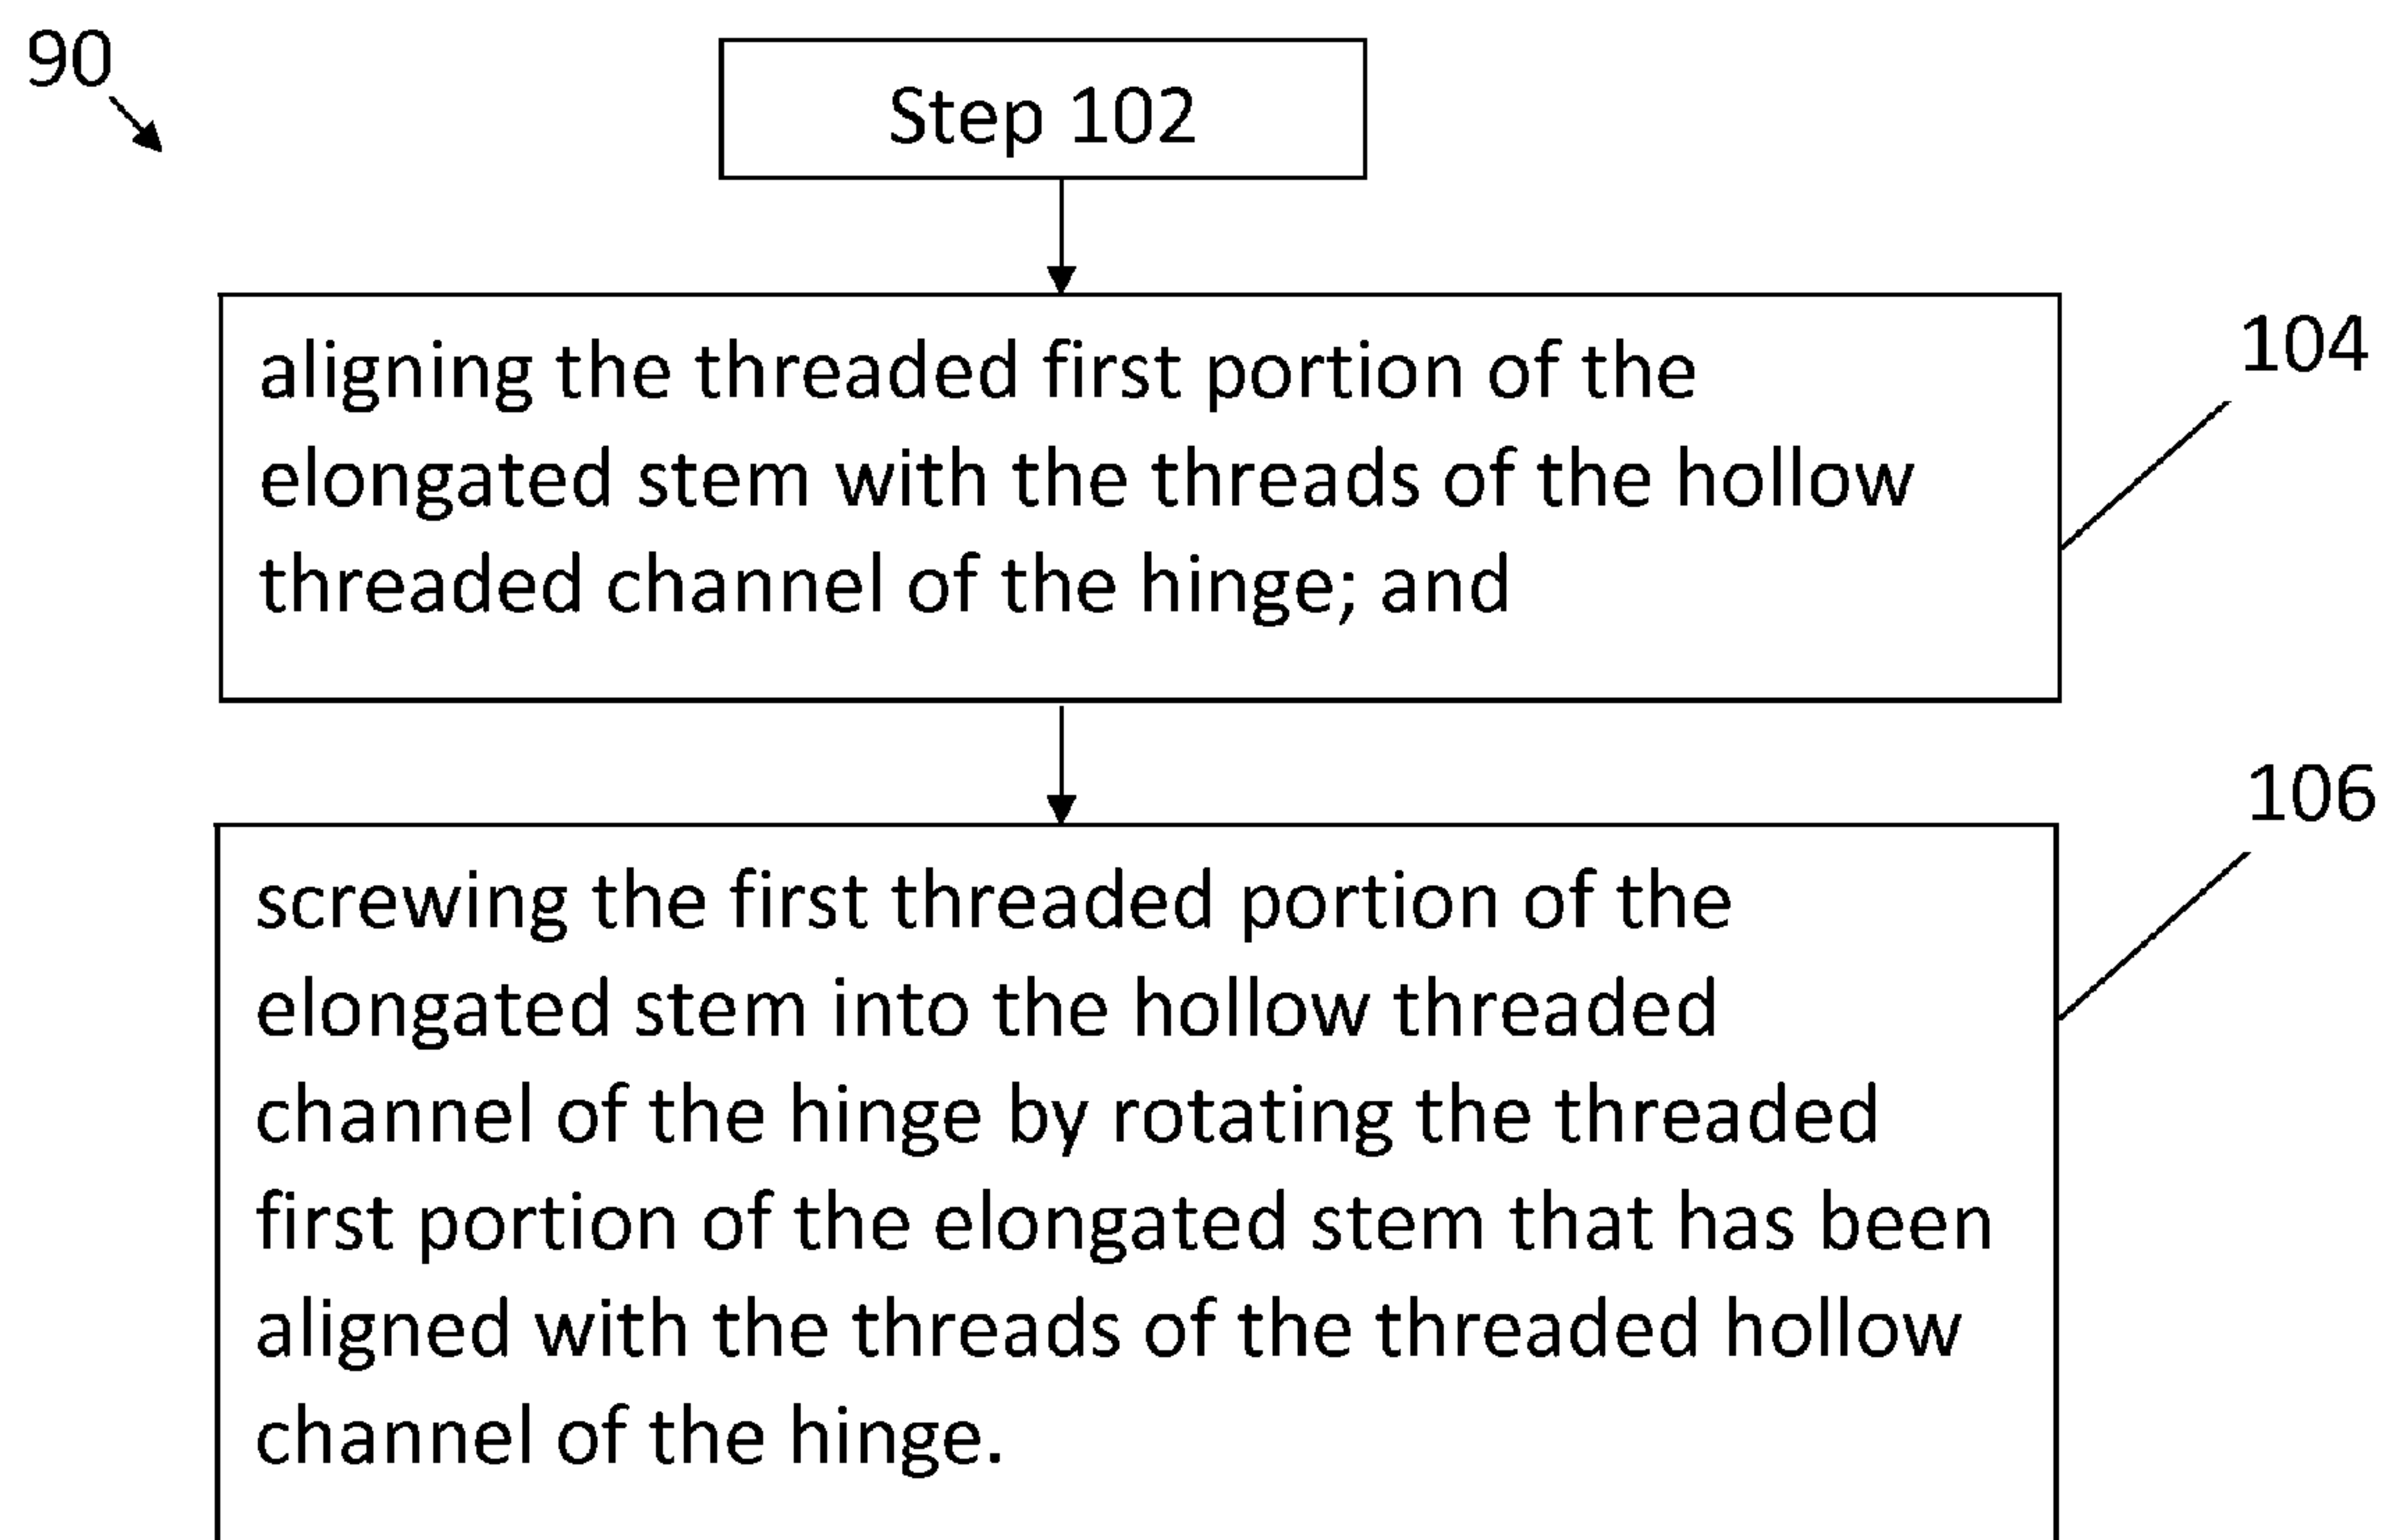 90
Step 102
aligning the threaded first portion of the
elongated stem with the threads of the hollow
threaded channel of the hinge; and
104
106
screwing the first threaded portion of the
elongated stem into the hollow threaded
channel of the hinge by rotating the threaded
first portion of the elongated stem that has been
aligned with the threads of the threaded hollow
channel of the hinge.